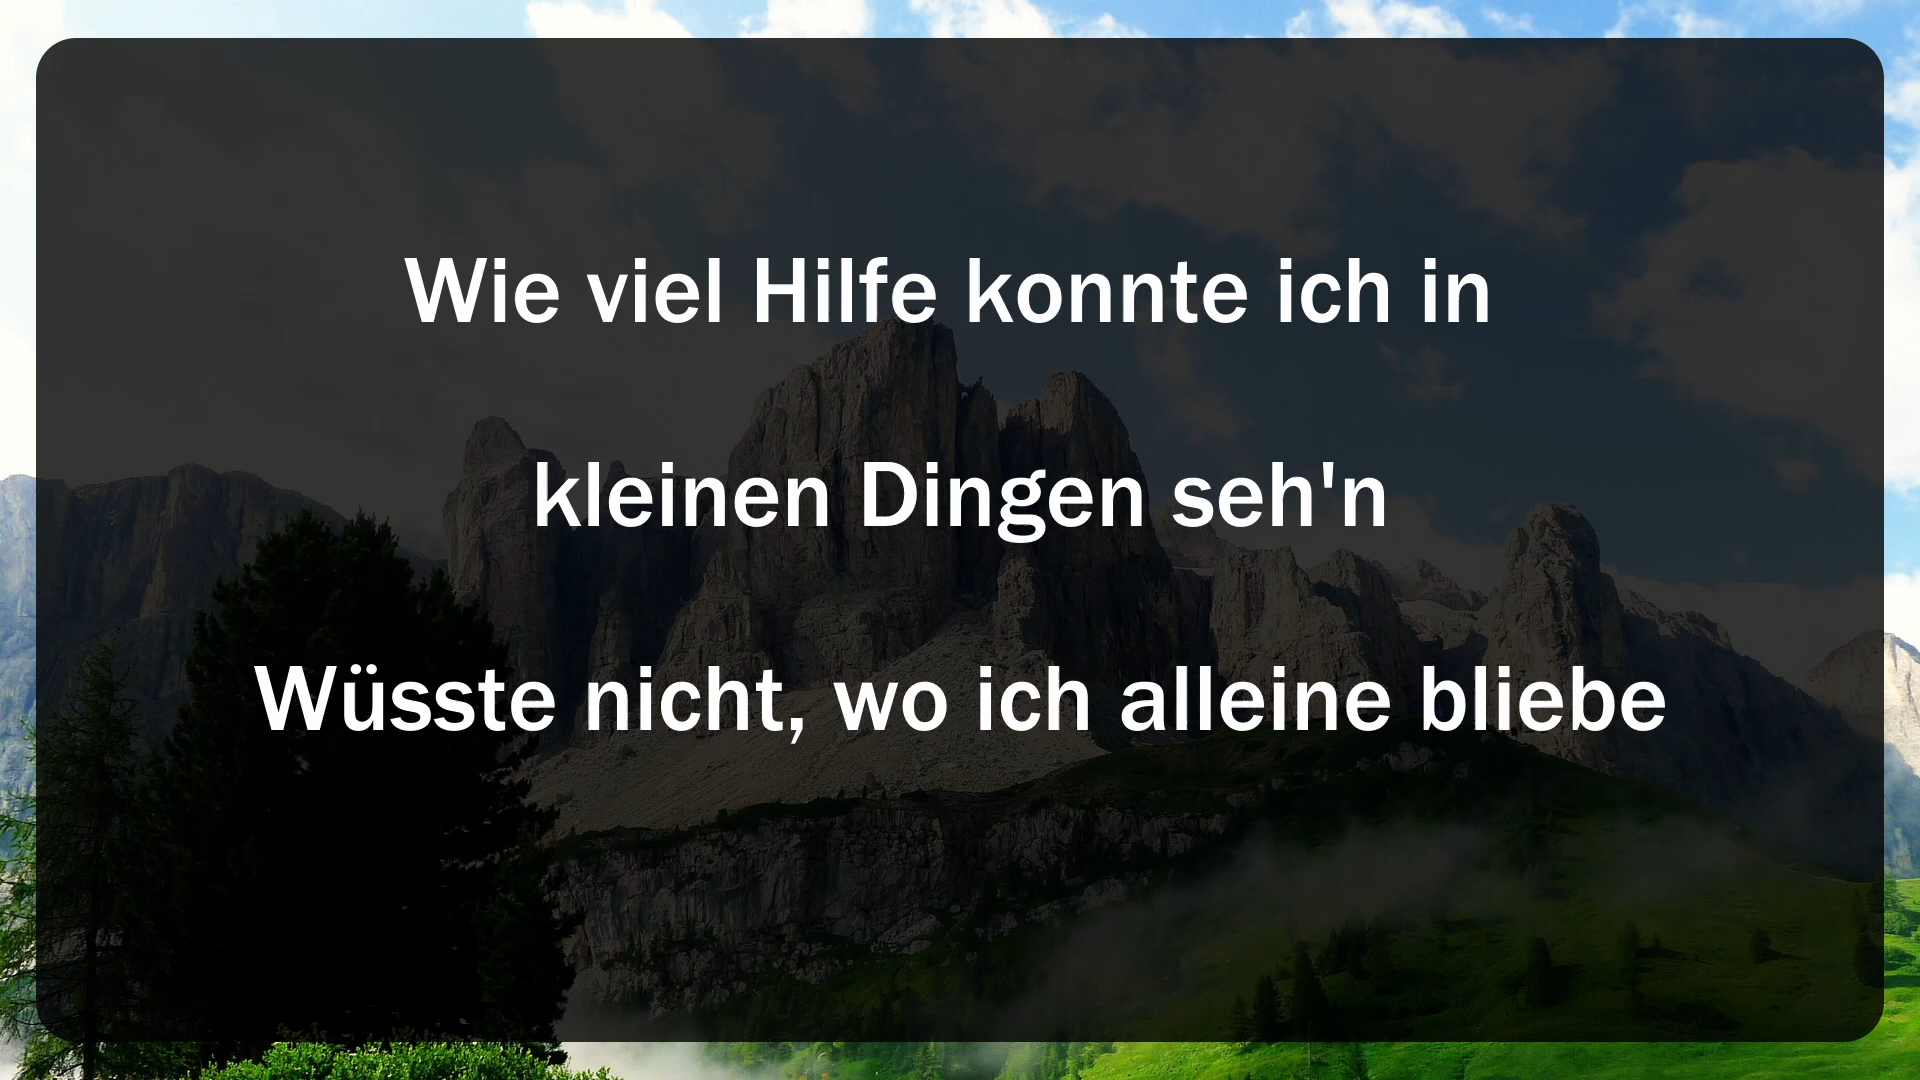 Wie viel Hilfe konnte ich in
kleinen Dingen seh'n
Wüsste nicht, wo ich alleine bliebe